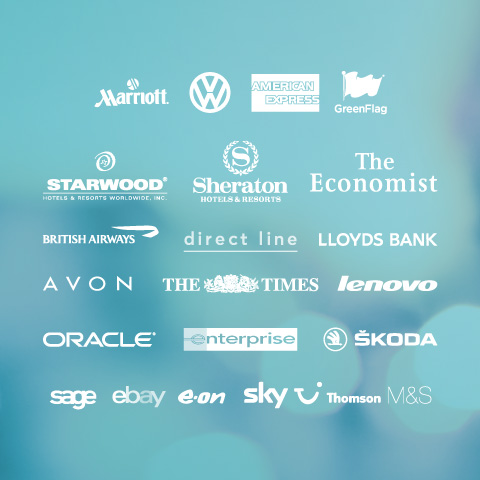 Marriott.
VW
AMERICAN EXPRESS
GreenFlag
STARWOOD®
HOTELS & RESORTS WORLDWIDE, INC.
S
Sheraton
HOTELS & RESORTS
The Economist
BRITISH AIRWAYS
direct line
LLOYDS BANK
AVON
THE TIMES
lenovo
ORACLE®
enterprise
ŠKODA
sage
ebay
e·on
sky
Thomson
M&S